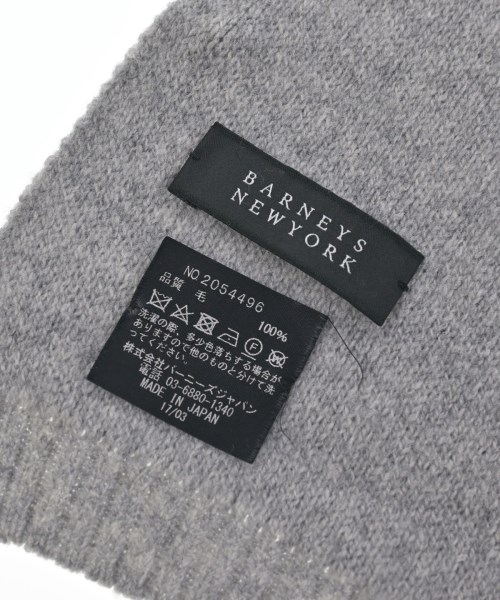 BARNEYS
NEWYORK
NO.2054496
品質 毛 100%
洗濯の際、多少色落ちする場合が
ありますので他のものと分けて洗
ってください。
株式会社バーニーズジャパン
電話 03-6880-1340
MADE IN JAPAN
17/03